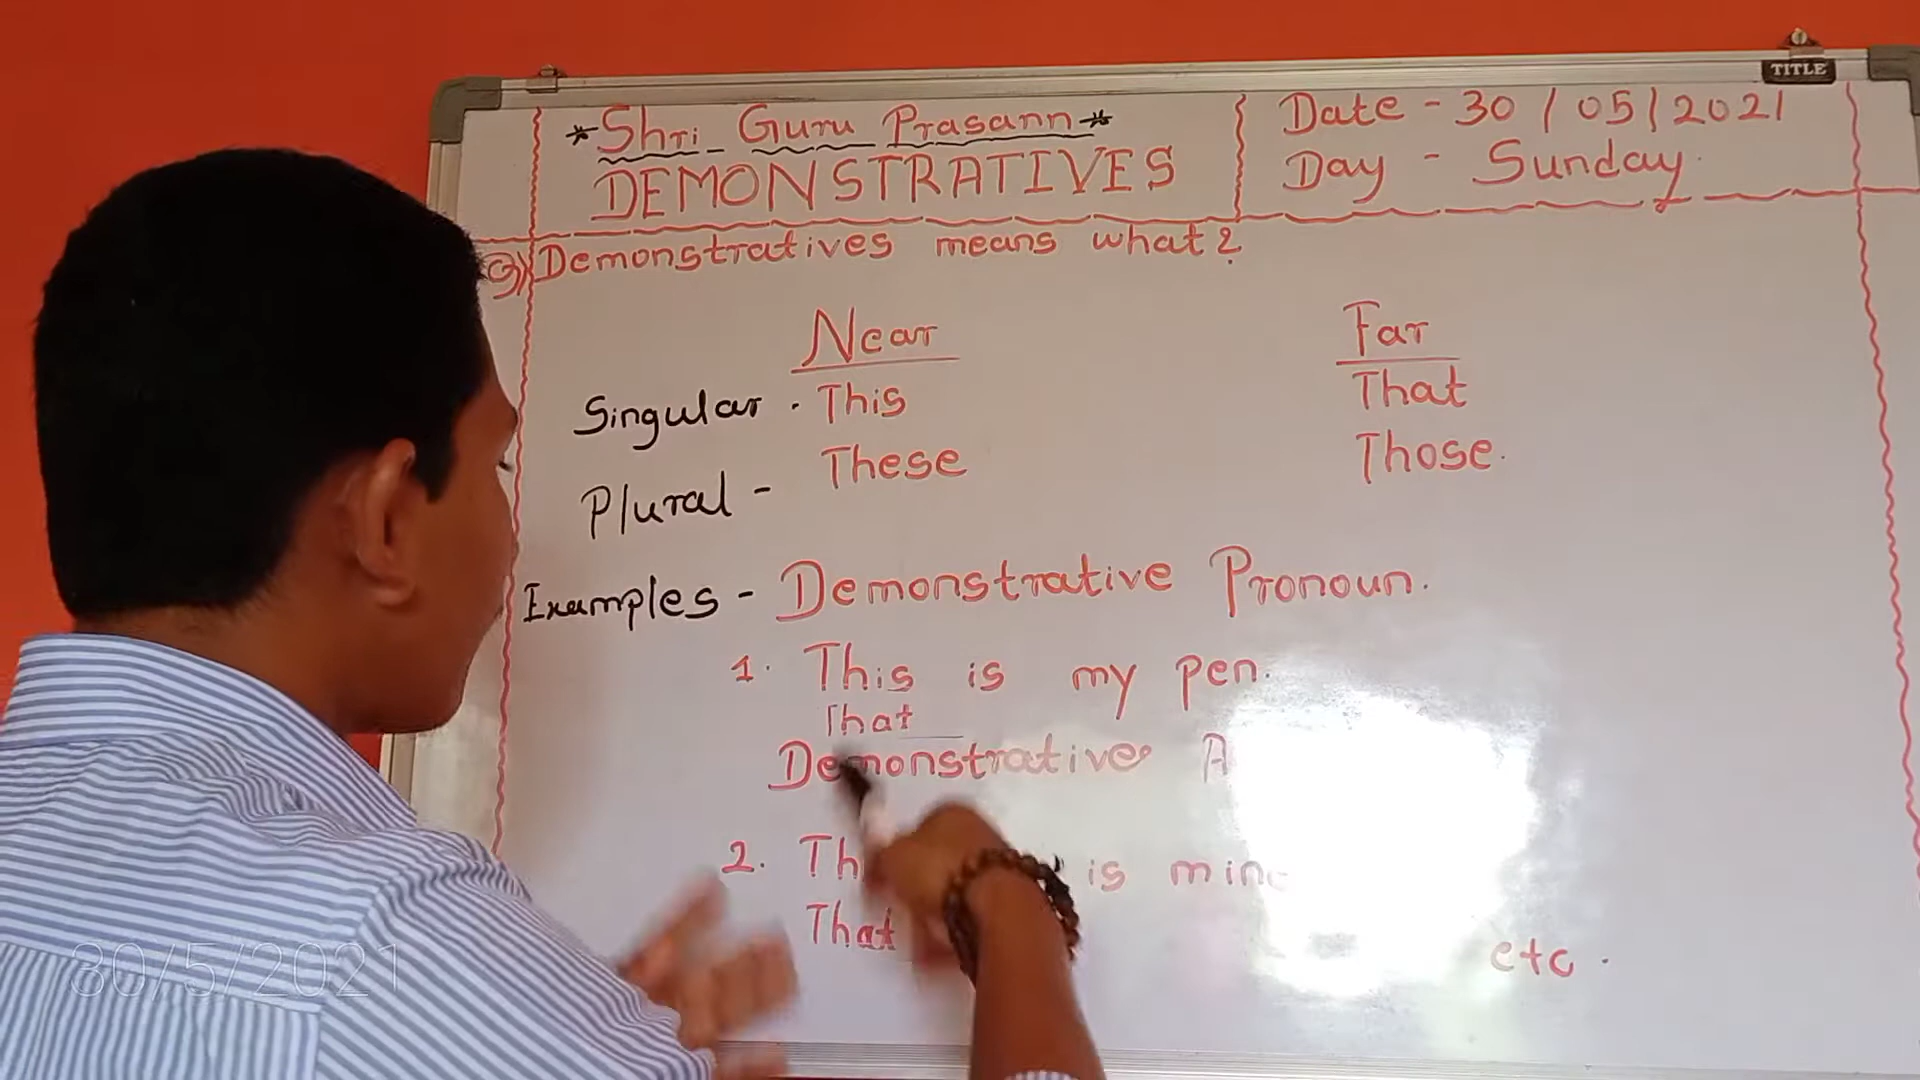 TITLE
*Shri Guru Prasann*
DEMONSTRATIVES
Date - 30/05/2021
Day - Sunday.
Q) Demonstratives means what?
Near Far
Singular - This That
Plural - These Those.
Examples - Demonstrative Pronoun.
1. This is my pen.
That
Demonstrative
2. is
That
etc.
30/5/2021